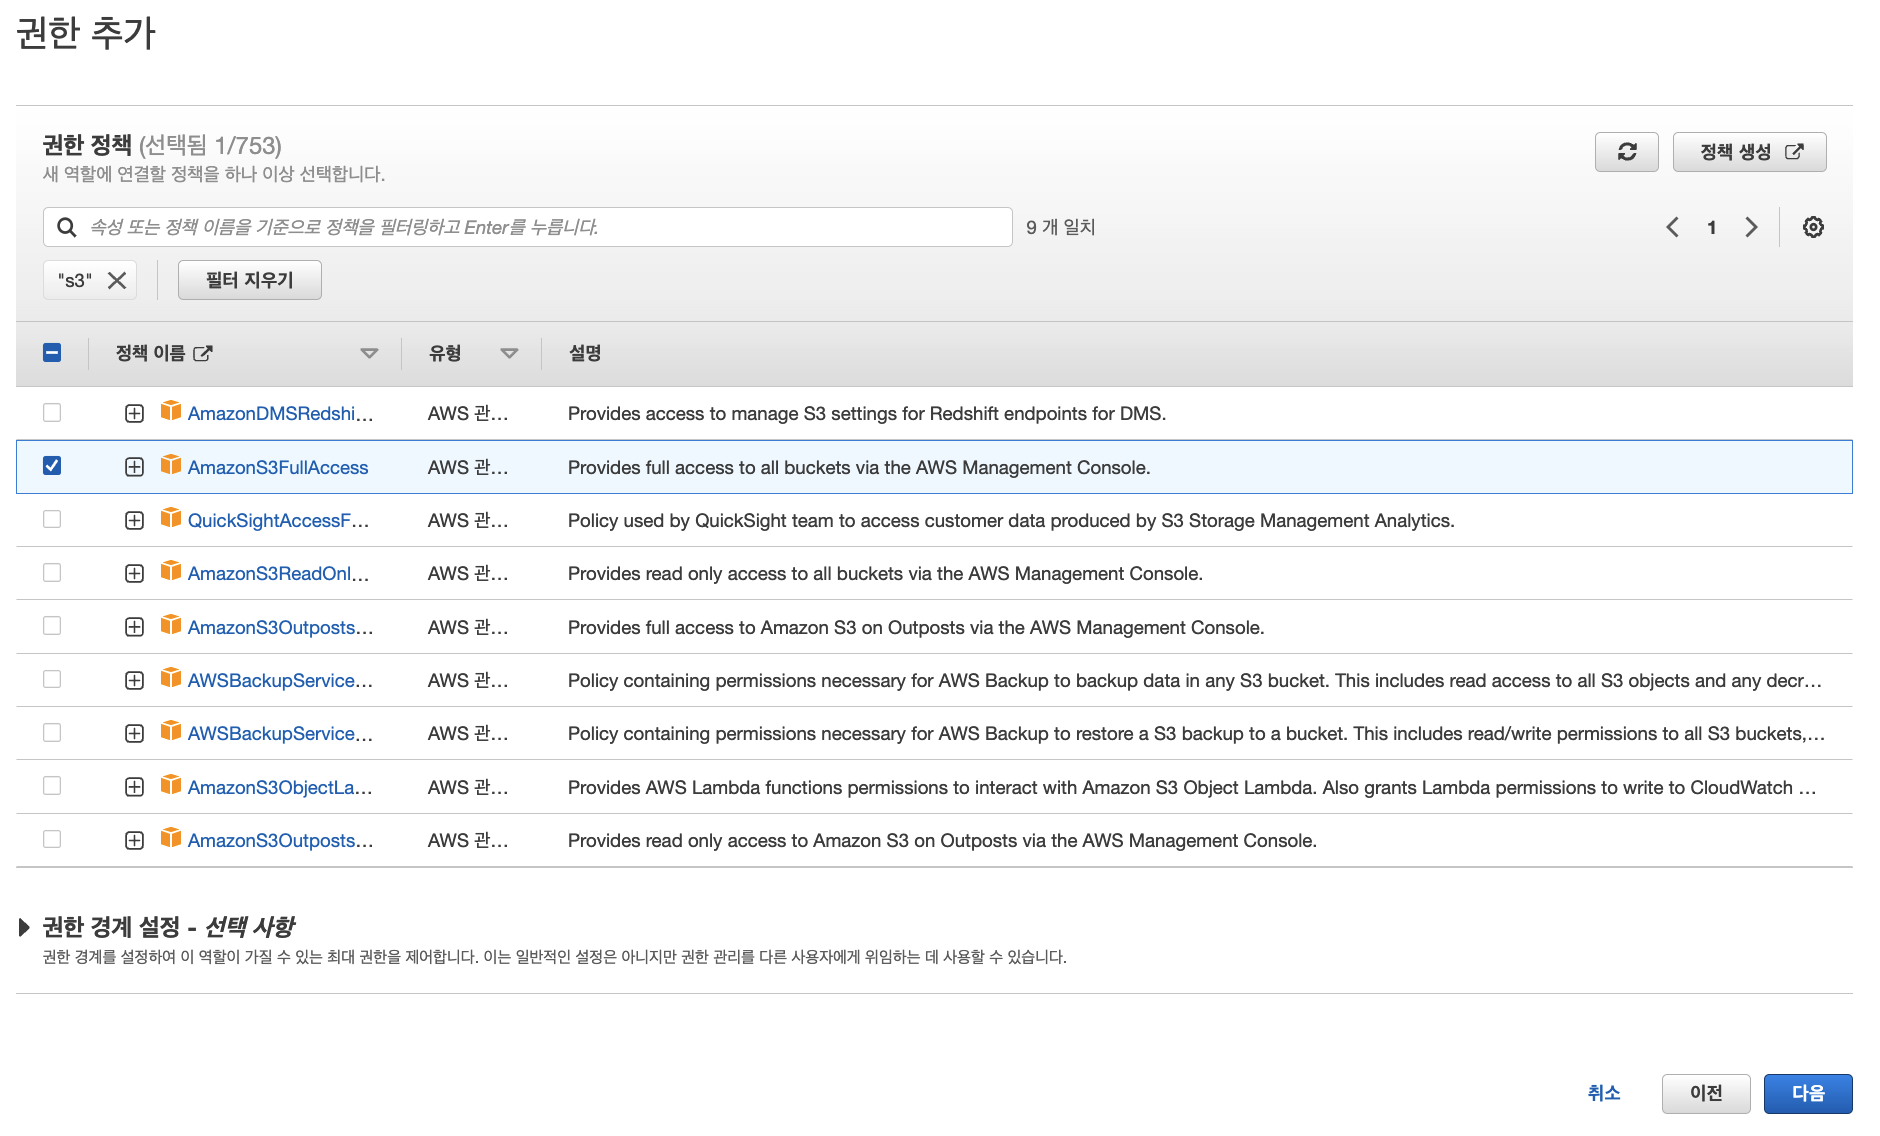 권한 추가
권한 정책 (선택됨 1/753)
새 역할에 연결할 정책을 하나 이상 선택합니다.
정책 생성
속성 또는 정책 이름을 기준으로 정책을 필터링하고 Enter를 누릅니다.
9 개 일치
1
"s3"
필터 지우기
정책 이름 유형 설명
AmazonDMSRedshi... AWS 관... Provides access to manage S3 settings for Redshift endpoints for DMS.
AmazonS3FullAccess AWS 관... Provides full access to all buckets via the AWS Management Console.
QuickSightAccessF... AWS 관... Policy used by QuickSight team to access customer data produced by S3 Storage Management Analytics.
AmazonS3ReadOnl... AWS 관... Provides read only access to all buckets via the AWS Management Console.
AmazonS3Outposts... AWS 관... Provides full access to Amazon S3 on Outposts via the AWS Management Console.
AWSBackupService... AWS 관... Policy containing permissions necessary for AWS Backup to backup data in any S3 bucket. This includes read access to all S3 objects and any decr...
AWSBackupService... AWS 관... Policy containing permissions necessary for AWS Backup to restore a S3 backup to a bucket. This includes read/write permissions to all S3 buckets,...
AmazonS3ObjectLa... AWS 관... Provides AWS Lambda functions permissions to interact with Amazon S3 Object Lambda. Also grants Lambda permissions to write to CloudWatch ...
AmazonS3Outposts... AWS 관... Provides read only access to Amazon S3 on Outposts via the AWS Management Console.
권한 경계 설정 - 선택 사항
권한 경계를 설정하여 이 역할이 가질 수 있는 최대 권한을 제어합니다. 이는 일반적인 설정은 아니지만 권한 관리를 다른 사용자에게 위임하는 데 사용할 수 있습니다.
취소 이전 다음